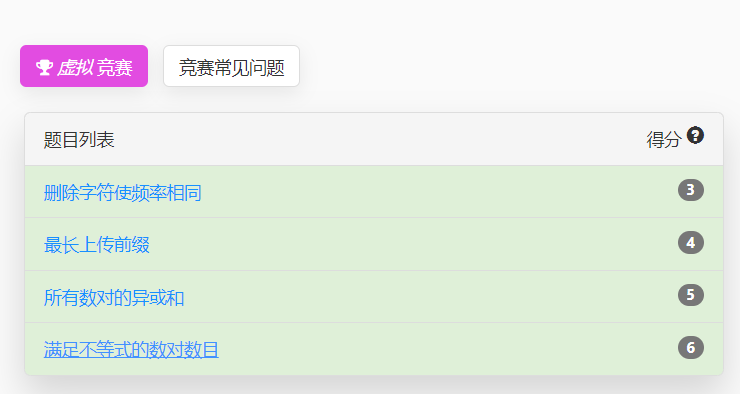 虚拟 竞赛 竞赛常见问题
题目列表 得分 ?
删除字符使频率相同 3
最长上传前缀 4
所有数对的异或和 5
满足不等式的数对数目 6